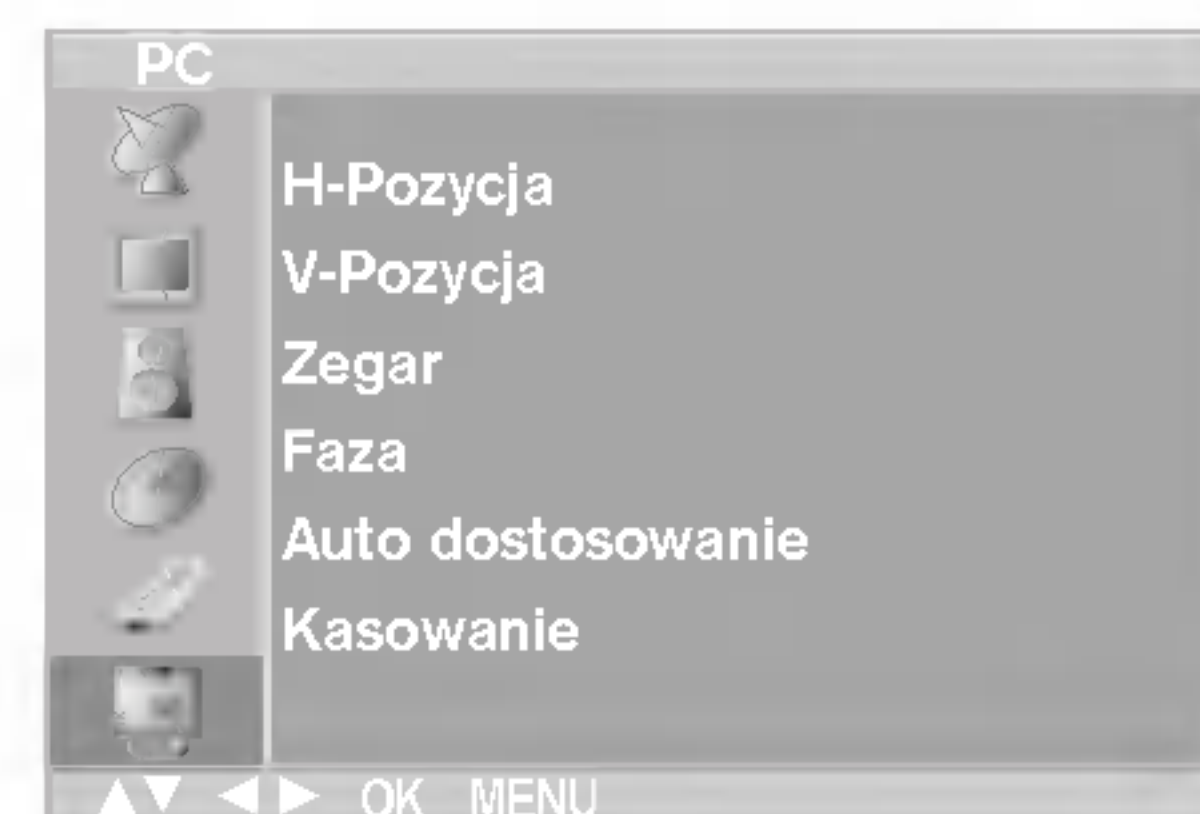 PC
H-Pozycja
V-Pozycja
Zegar
Faza
Auto dostosowanie
Kasowanie
▲▼ ◀▶ OK MENU